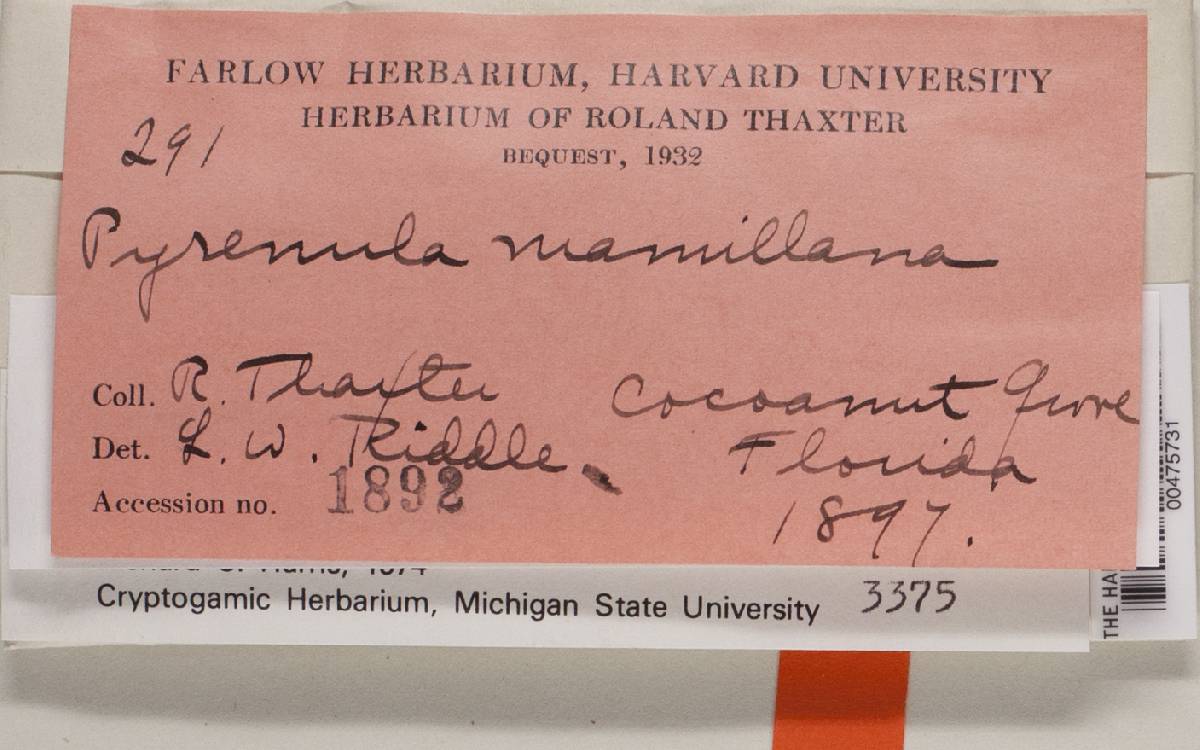 FARLOW HERBARIUM, HARVARD UNIVERSITY
HERBARIUM OF ROLAND THAXTER
BEQUEST, 1932
291
Pyrenula mamillana
Coll. R. Thaxter
Cocoanut Grove
Det. L. W. Riddle.
Florida
Accession no. 1892
1897.
Cryptogamic Herbarium, Michigan State University 3375
00475731
THE HA